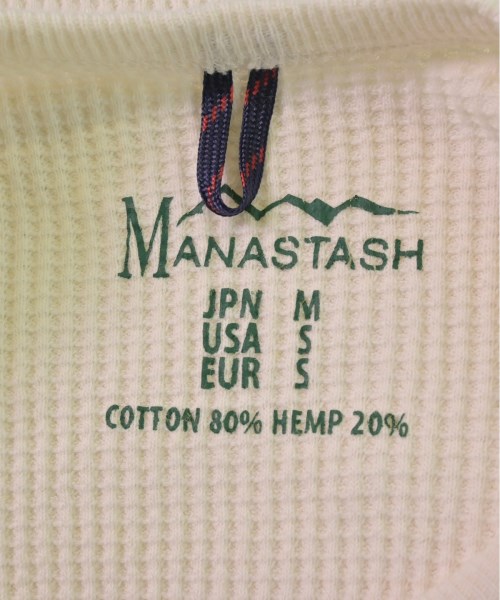 MANASTASH
JPN M
USA S
EUR S
COTTON 80% HEMP 20%